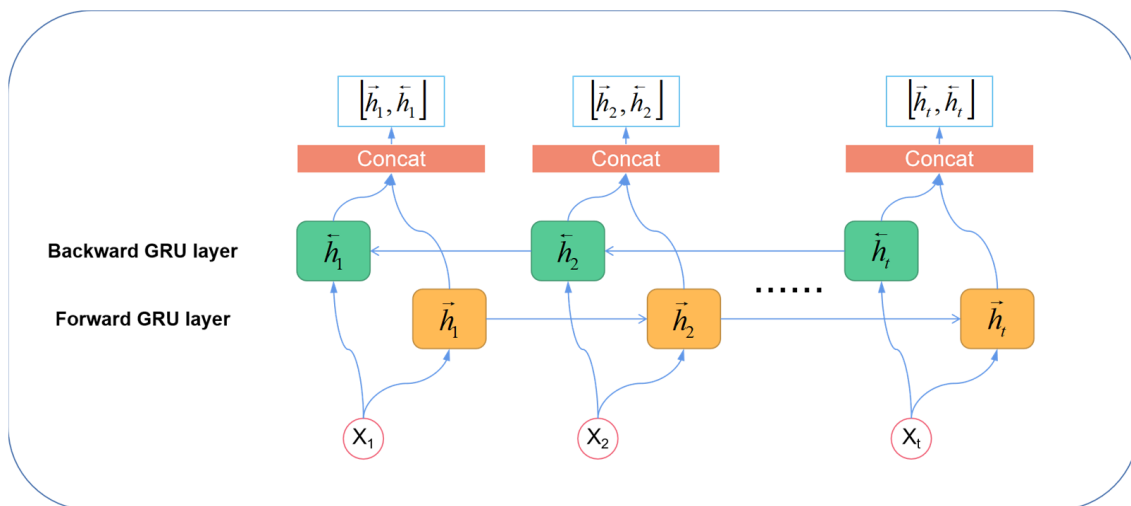 ⌊h⃗₁, h⃖₁⌋ ⌊h⃗₂, h⃖₂⌋ ⌊h⃗ₜ, h⃖ₜ⌋
Concat Concat Concat
Backward GRU layer h⃖₁ h⃖₂ h⃖ₜ
......
Forward GRU layer h⃗₁ h⃗₂ h⃗ₜ
X₁ X₂ Xₜ